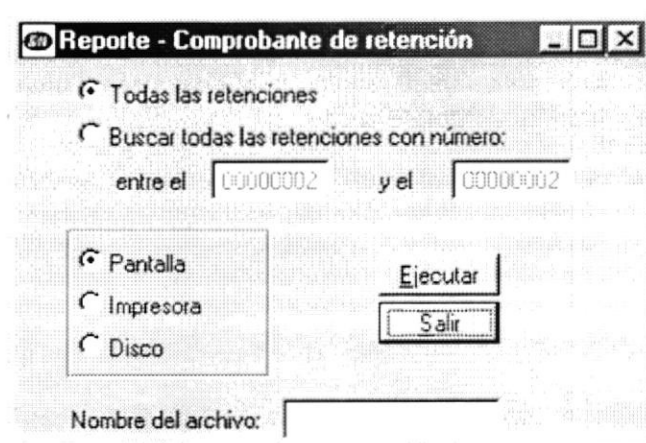 Reporte - Comprobante de retención
Todas las retenciones
Buscar todas las retenciones con número:
entre el 00000002 y el 00000002
Pantalla
Ejecutar
Impresora
Salir
Disco
Nombre del archivo: